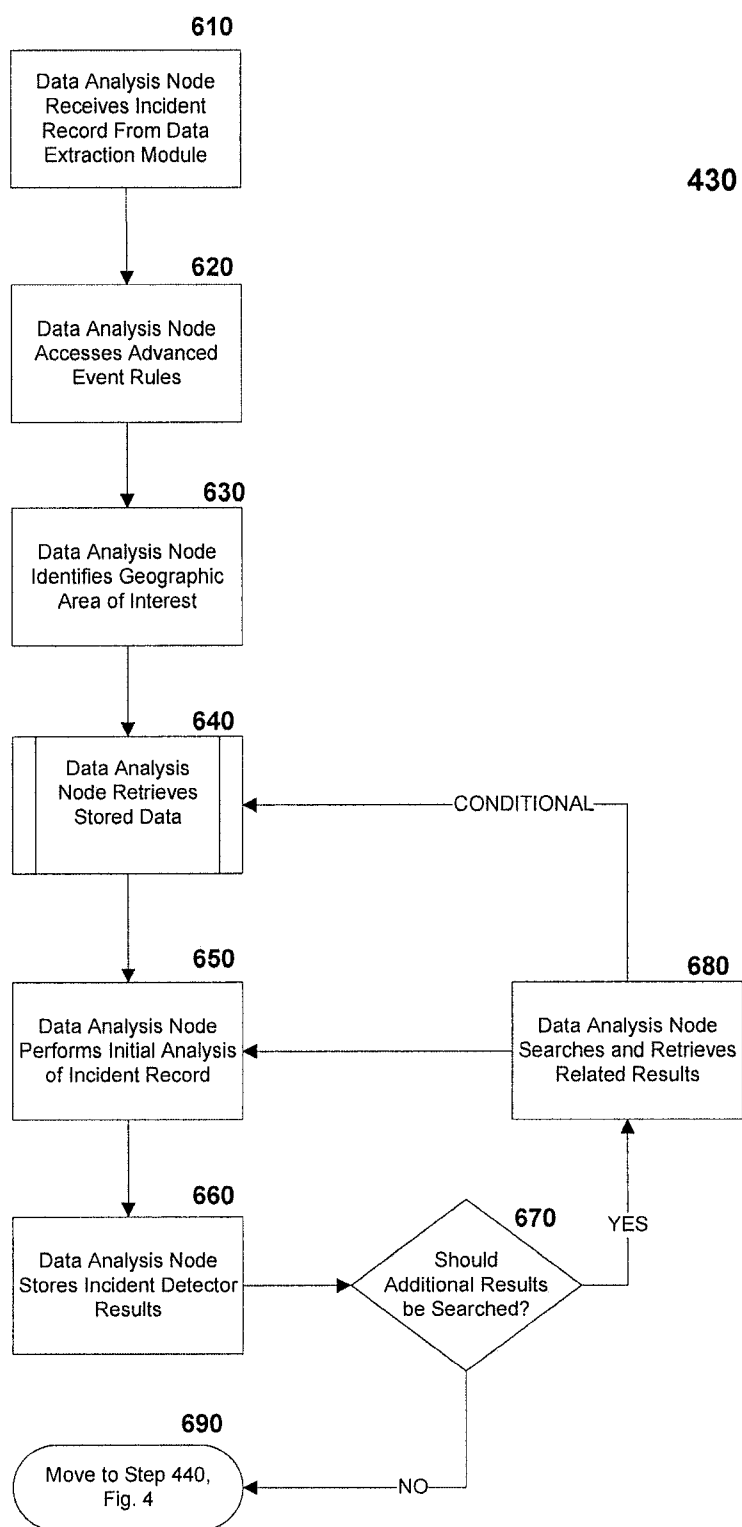 610
Data Analysis Node
Receives Incident
Record From Data
Extraction Module
430
620
Data Analysis Node
Accesses Advanced
Event Rules
630
Data Analysis Node
Identifies Geographic
Area of Interest
640
Data Analysis
Node Retrieves
Stored Data
CONDITIONAL
650
Data Analysis Node
Performs Initial Analysis
of Incident Record
680
Data Analysis Node
Searches and Retrieves
Related Results
660
Data Analysis Node
Stores Incident Detector
Results
670
Should
Additional Results
be Searched?
YES
690
Move to Step 440,
Fig. 4
NO